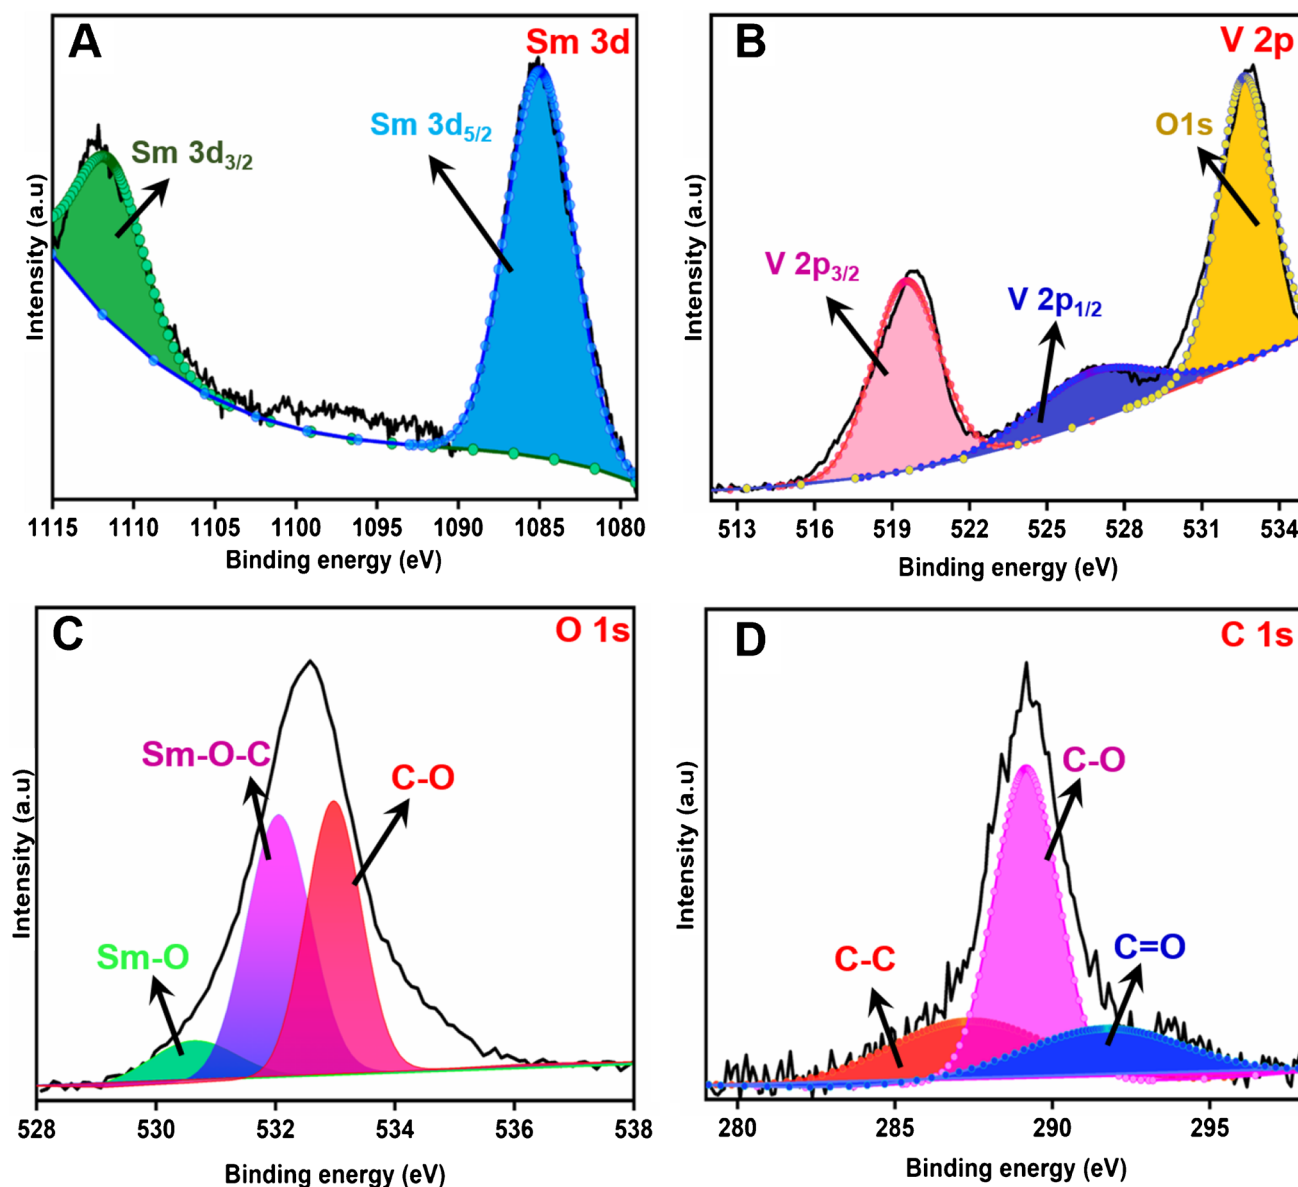 A
Sm 3d
Sm 3d3/2
Sm 3d5/2
Intensity (a.u)
1115 1110 1105 1100 1095 1090 1085 1080
Binding energy (eV)
B
V 2p
O1s
V 2p3/2
V 2p1/2
Intensity (a.u)
513 516 519 522 525 528 531 534
Binding energy (eV)
C
O 1s
Sm-O-C
C-O
Sm-O
Intensity (a.u)
528 530 532 534 536 538
Binding energy (eV)
D
C 1s
C-O
C-C
C=O
Intensity (a.u)
280 285 290 295
Binding energy (eV)